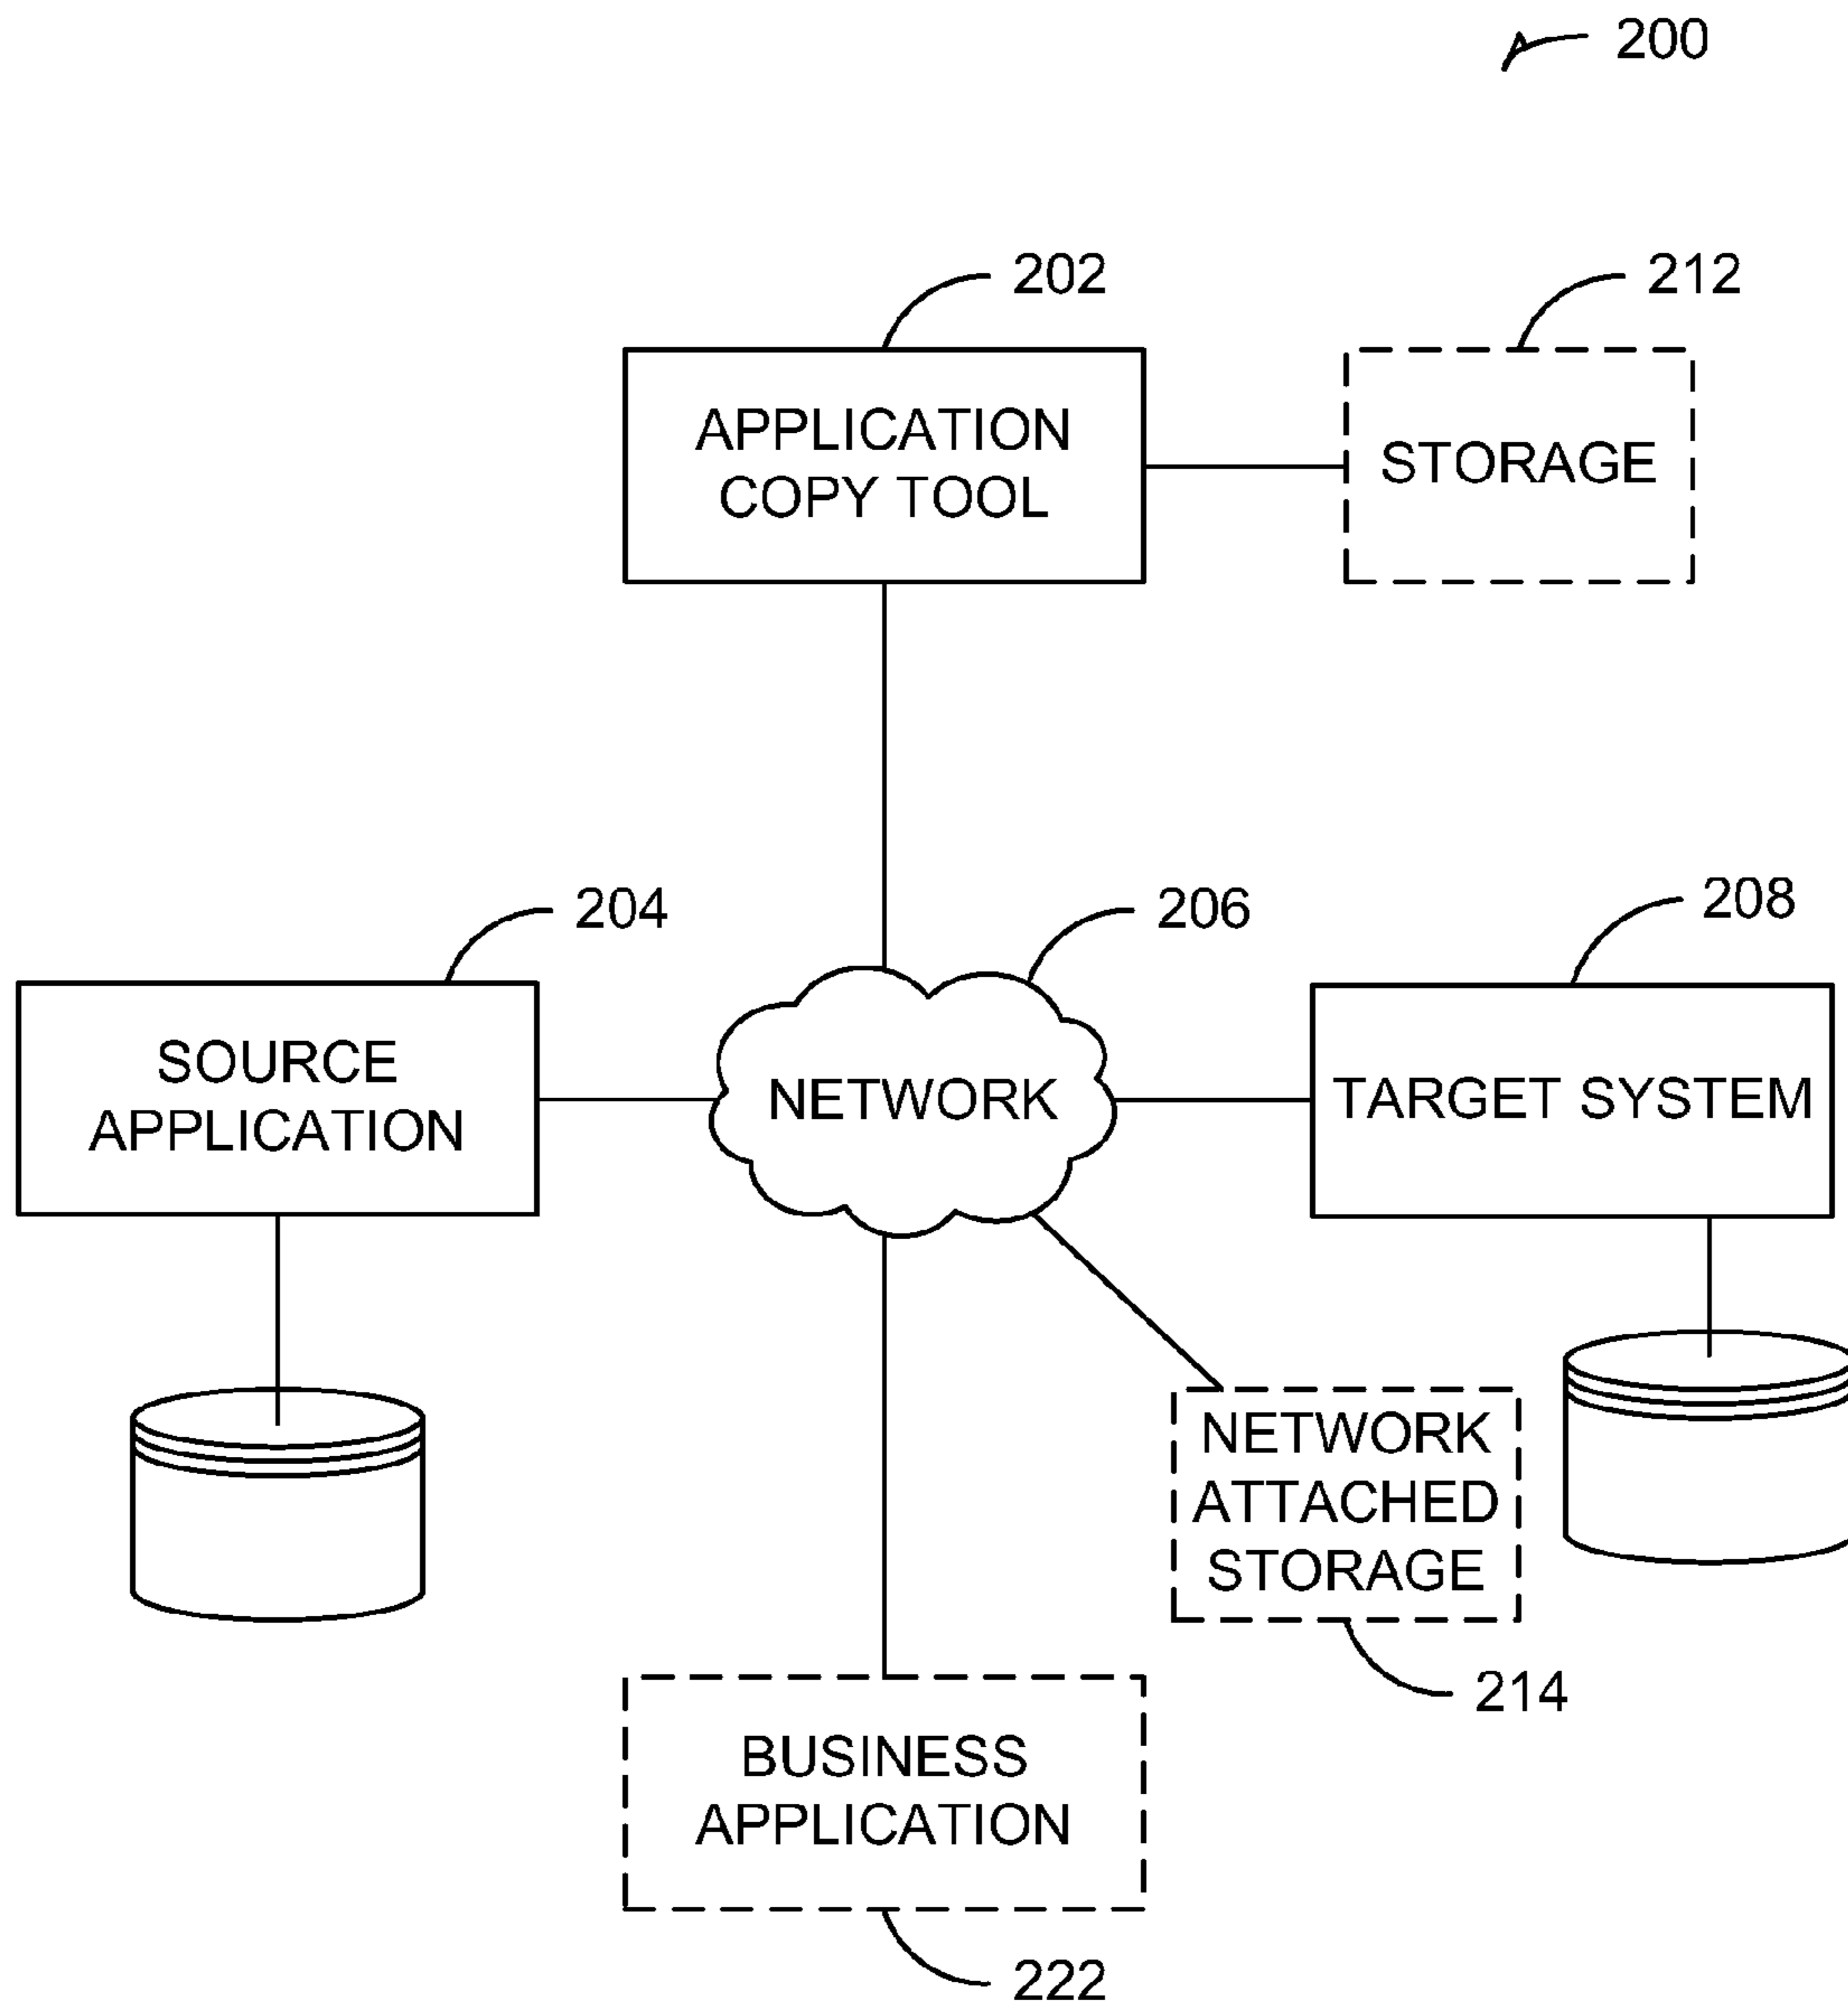 200
202
212
APPLICATION
COPY TOOL
STORAGE
204
206
208
SOURCE
APPLICATION
NETWORK
TARGET SYSTEM
NETWORK
ATTACHED
STORAGE
214
BUSINESS
APPLICATION
222